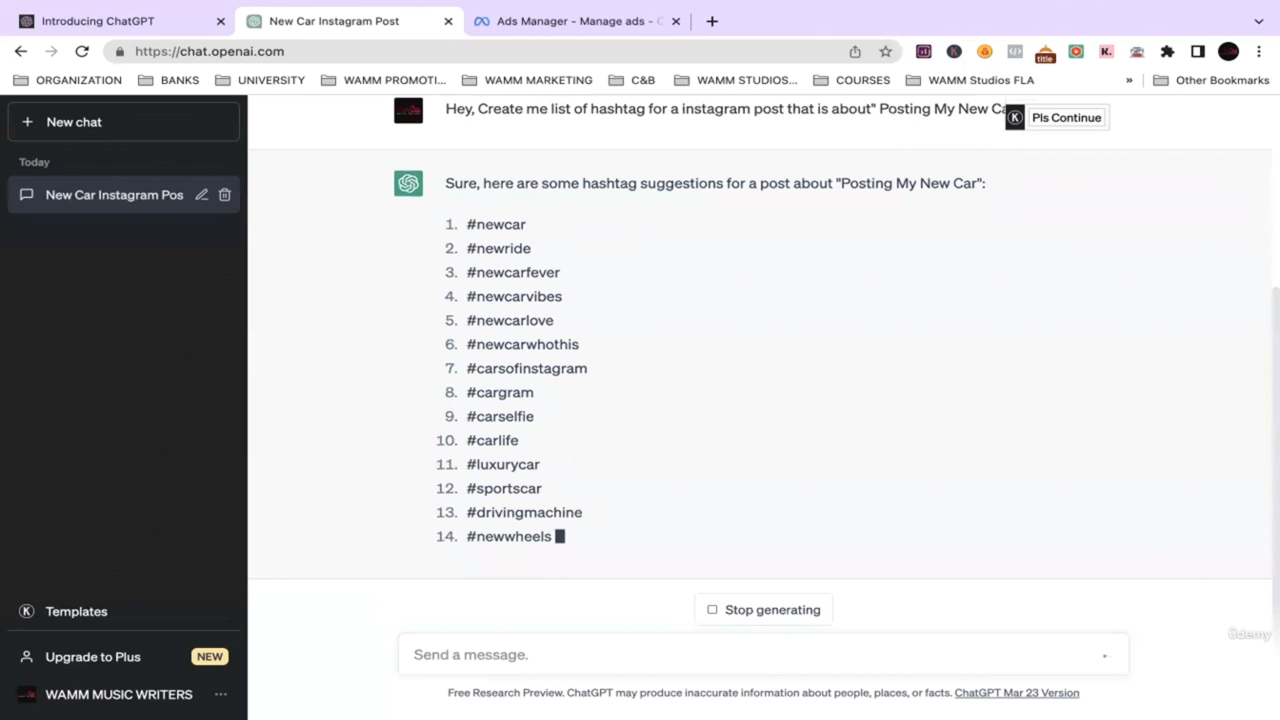 Introducing ChatGPT
New Car Instagram Post
Ads Manager - Manage ads -
https://chat.openai.com
title
K.
ORGANIZATION
BANKS
UNIVERSITY
WAMM PROMOTI...
WAMM MARKETING
C&B
WAMM STUDIOS...
COURSES
WAMM Studios FLA
»
Other Bookmarks
+ New chat
Today
New Car Instagram Pos
Hey, Create me list of hashtag for a instagram post that is about" Posting My New Ca
K Pls Continue
Sure, here are some hashtag suggestions for a post about "Posting My New Car":
1. #newcar
2. #newride
3. #newcarfever
4. #newcarvibes
5. #newcarlove
6. #newcarwhothis
7. #carsofinstagram
8. #cargram
9. #carselfie
10. #carlife
11. #luxurycar
12. #sportscar
13. #drivingmachine
14. #newwheels
Stop generating
Send a message.
Free Research Preview. ChatGPT may produce inaccurate information about people, places, or facts. ChatGPT Mar 23 Version
K Templates
Upgrade to Plus NEW
WAMM MUSIC WRITERS ...
ûdemy